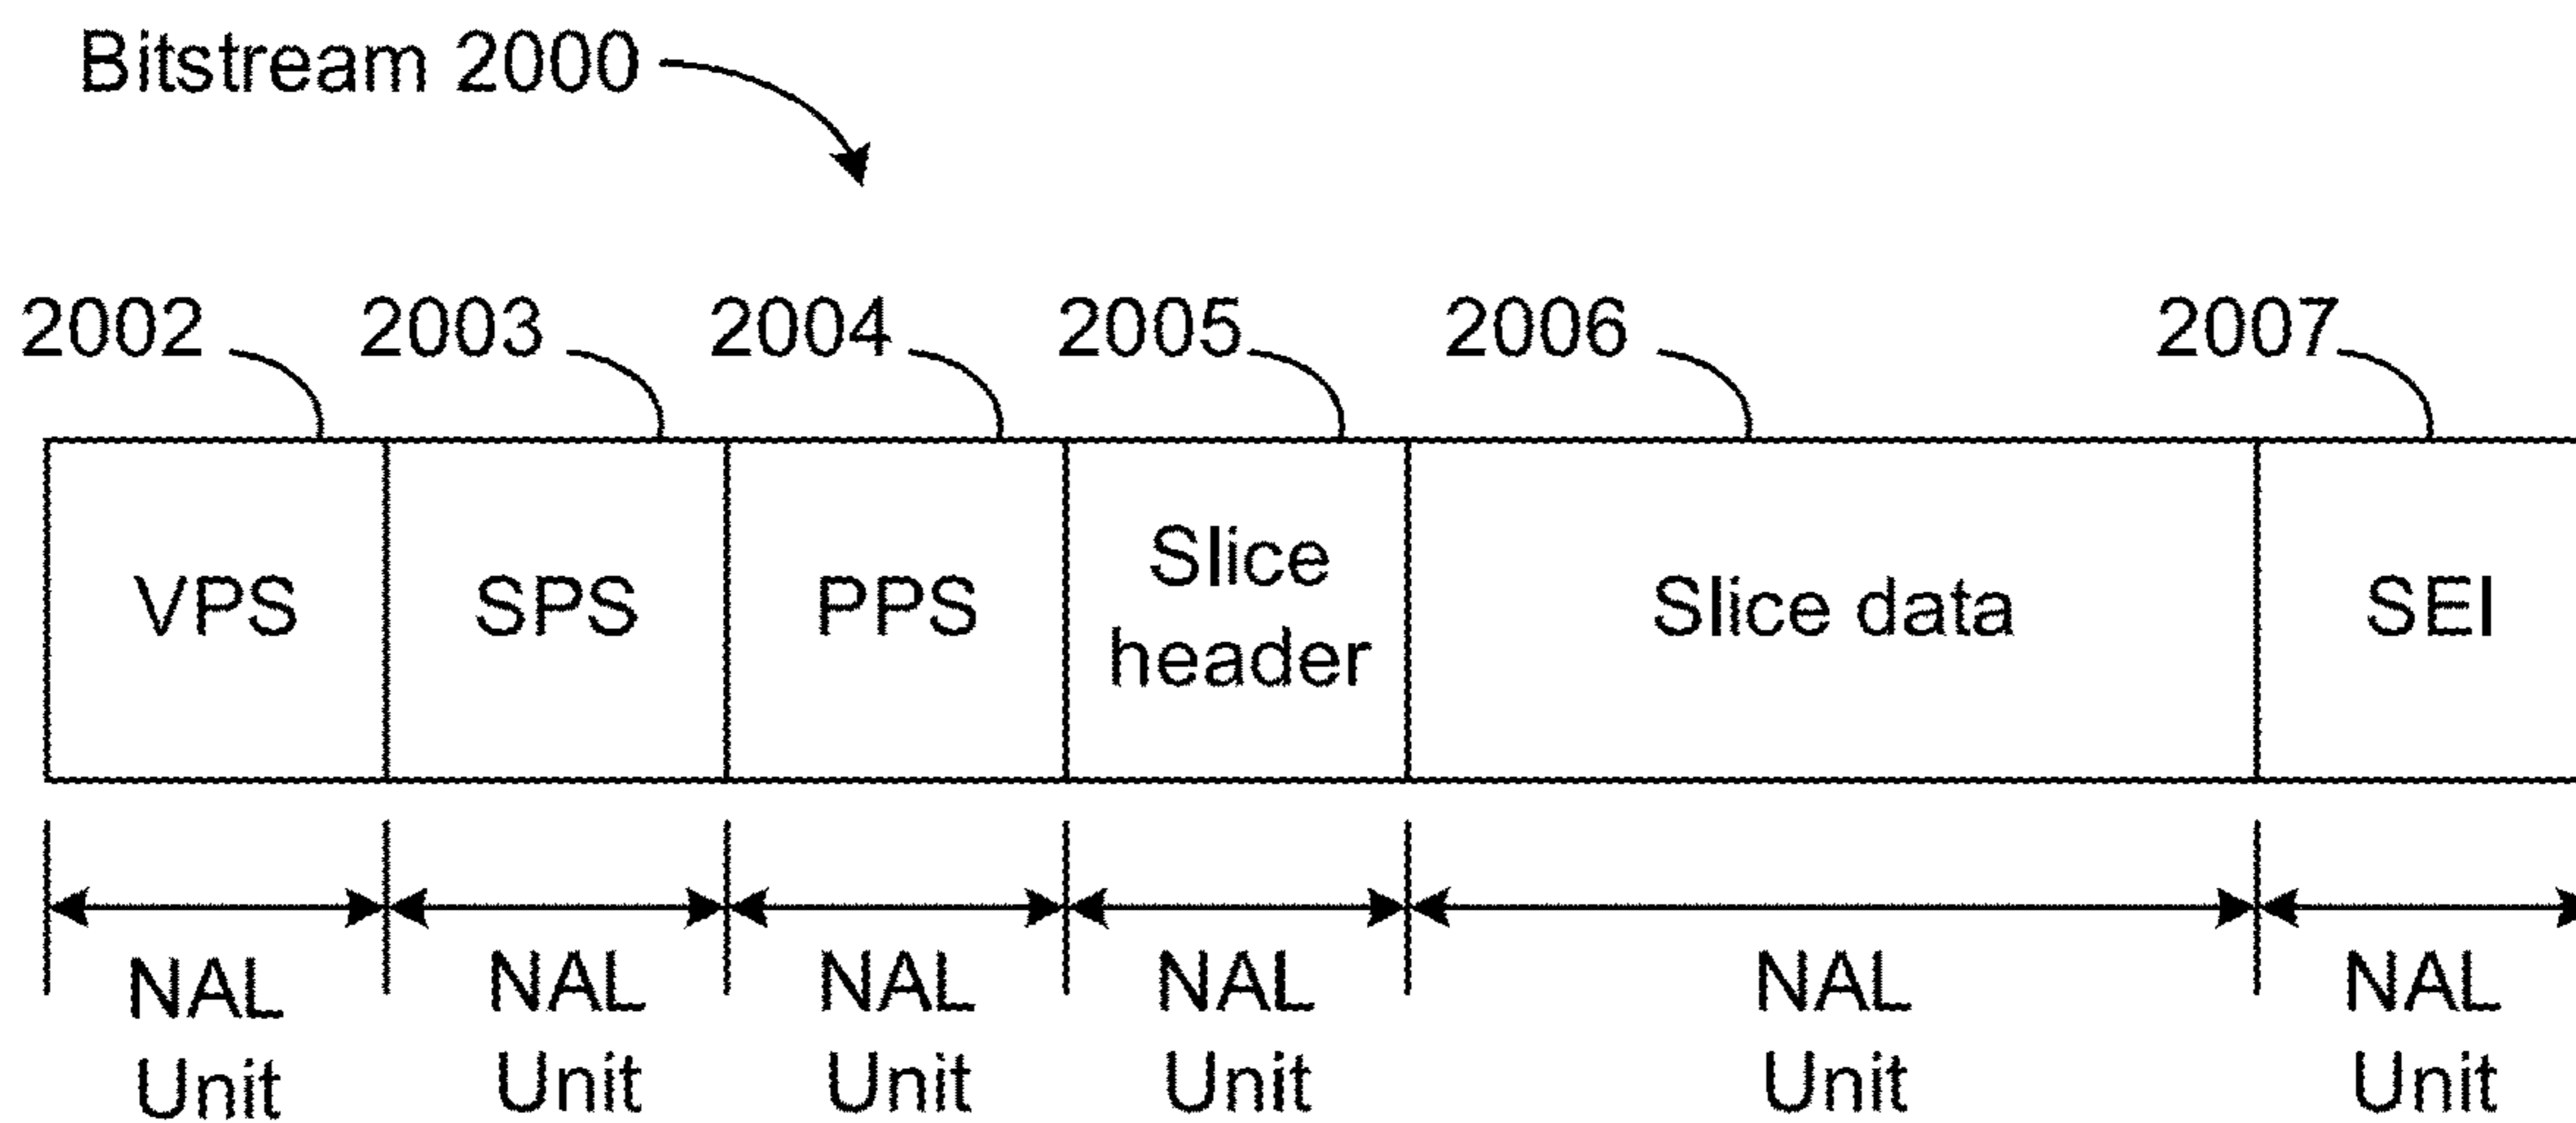 Bitstream 2000
2002 2003 2004 2005 2006 2007
VPS SPS PPS Slice header Slice data SEI
NAL Unit NAL Unit NAL Unit NAL Unit NAL Unit NAL Unit